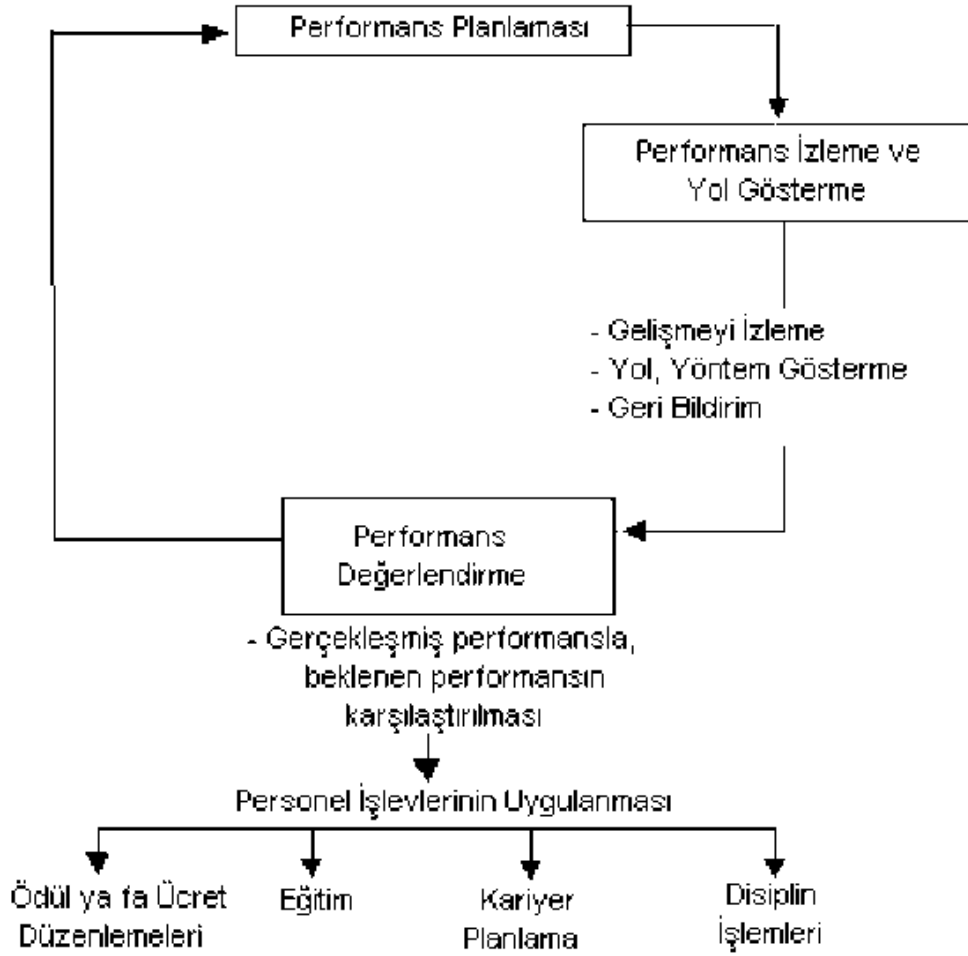 Performans Planlaması
Performans İzleme ve
Yol Gösterme
- Gelişmeyi İzleme
- Yol, Yöntem Gösterme
- Geri Bildirim
Performans
Değerlendirme
- Gerçekleşmiş performansla,
beklenen performansın
karşılaştırılması
Personel İşlevlerinin Uygulanması
Ödül ya fa Ücret
Düzenlemeleri
Eğitim
Kariyer
Planlama
Disiplin
İşlemleri